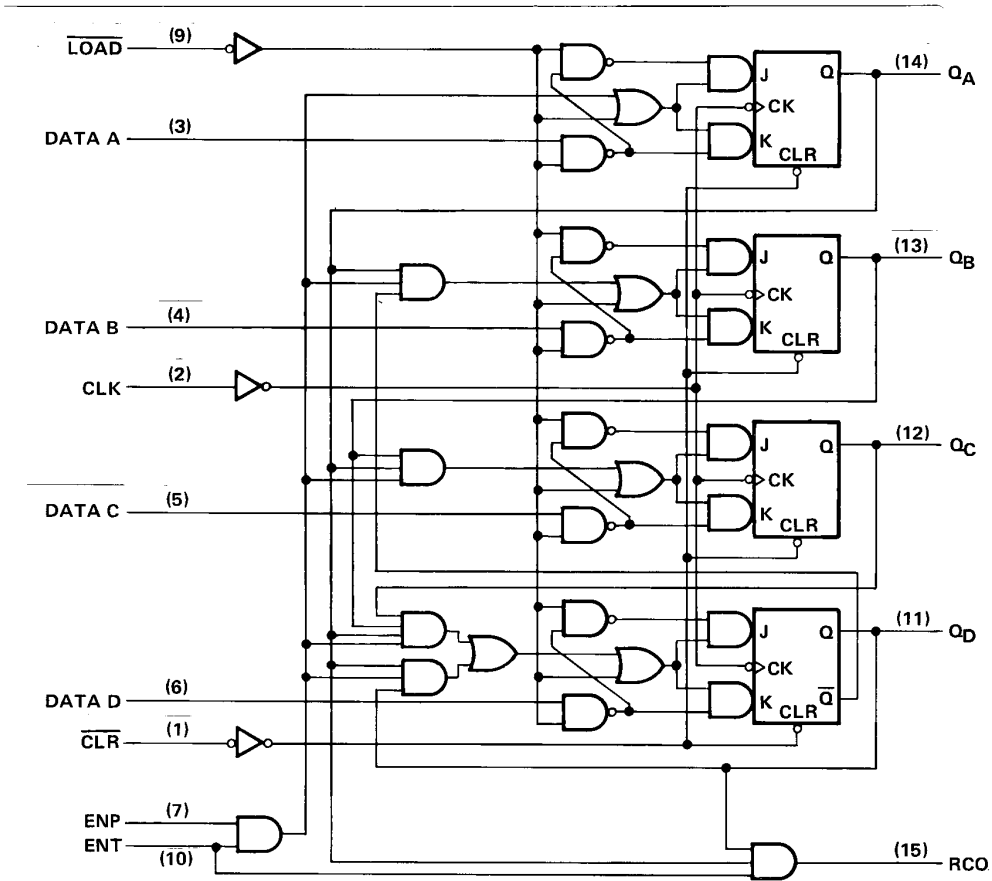 LOAD (9)
J Q (14) QA
CK
DATA A (3)
K
CLR
J Q (13) QB
CK
DATA B (4)
K
CLR
CLK (2)
J Q (12) QC
CK
DATA C (5)
K
CLR
J Q (11) QD
CK
DATA D (6)
K Q
CLR
CLR (1)
ENP (7)
ENT (10)
(15) RCO